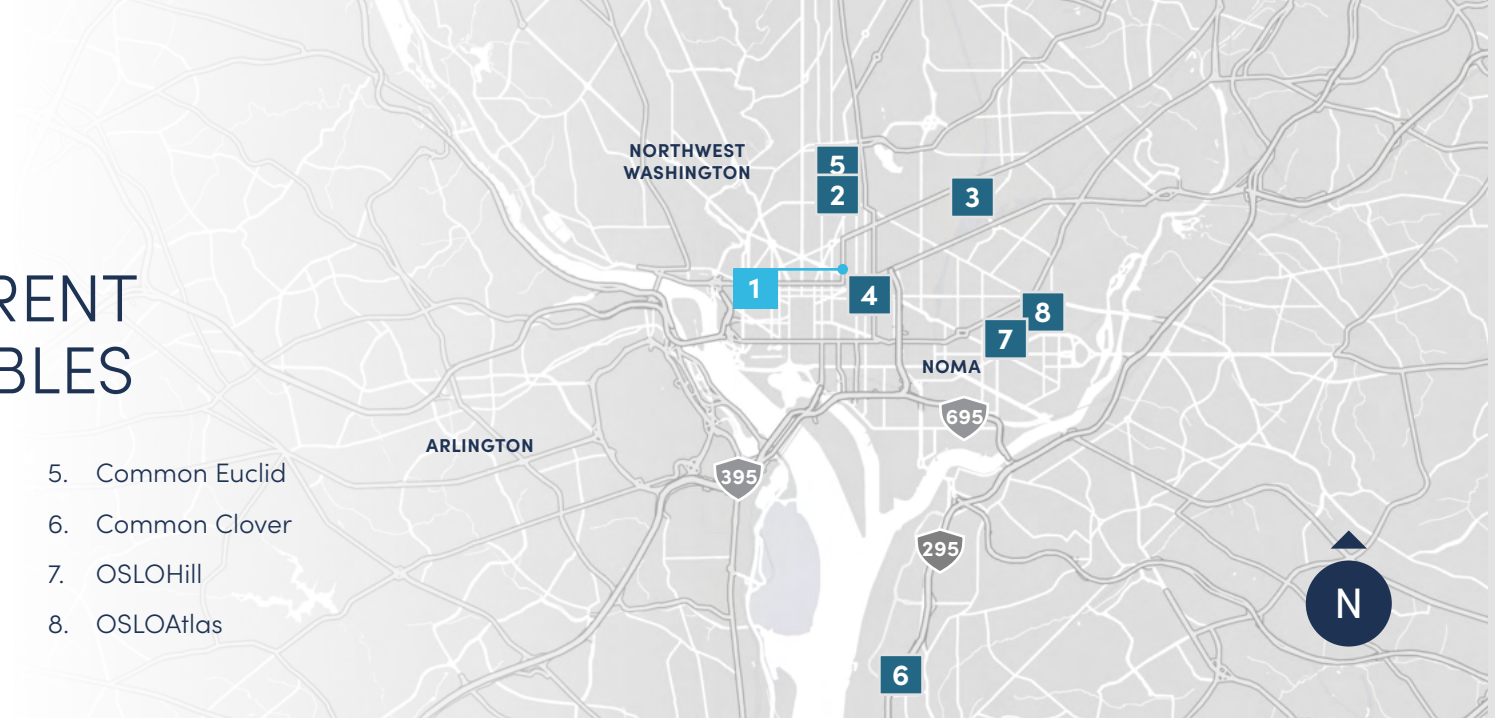 RENT
BLES
5. Common Euclid
6. Common Clover
7. OSLOHill
8. OSLOAtlas
NORTHWEST
WASHINGTON
5
2
3
1
4
8
7
NOMA
695
ARLINGTON
395
295
6
N